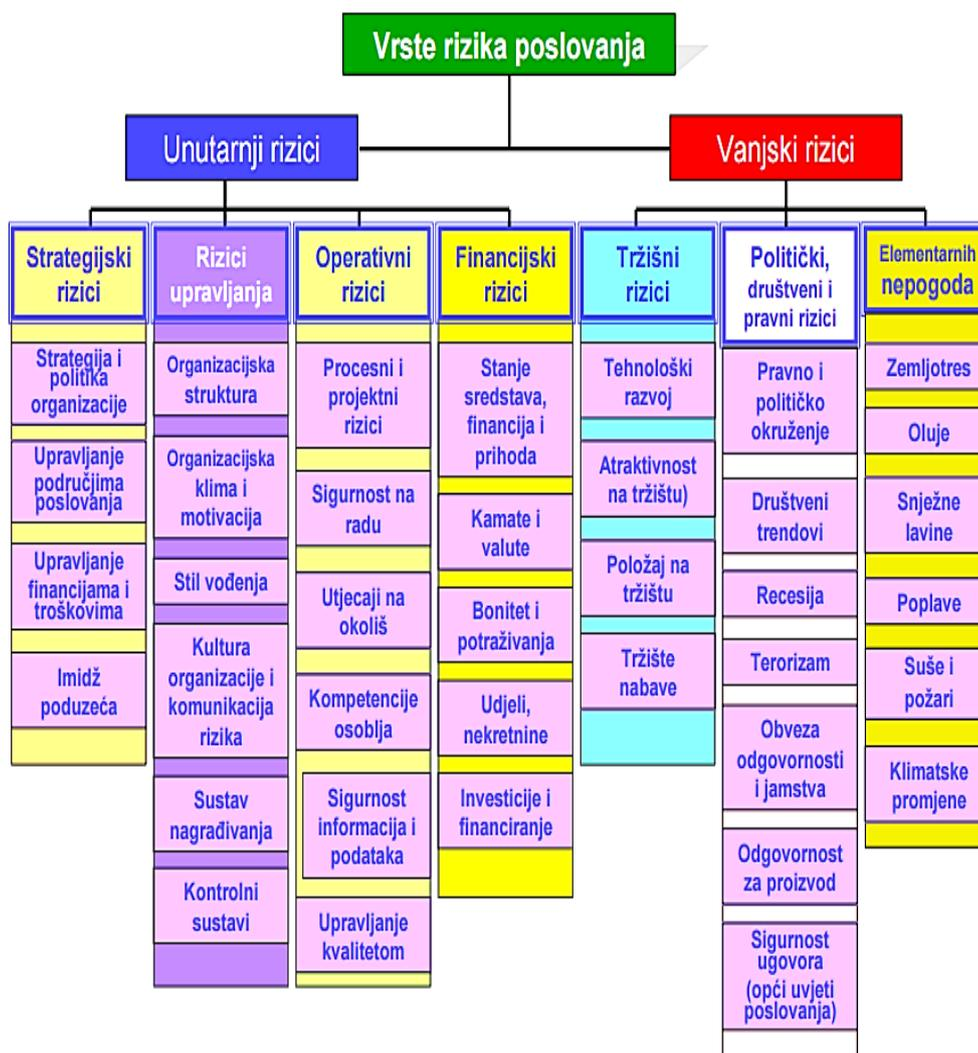 Vrste rizika poslovanja
Unutarnji rizici
Vanjski rizici
Strategijski
rizici
Strategija i
politika
organizacije
Upravljanje
područjima
poslovanja
Upravljanje
financijama i
troškovima
Imidž
poduzeća
Rizici
upravljanja
Organizacijska
struktura
Organizacijska
klima i
motivacija
Stil vođenja
Kultura
organizacije i
komunikacija
rizika
Sustav
nagrađivanja
Kontrolni
sustavi
Operativni
rizici
Procesni i
projektni
rizici
Sigurnost na
radu
Utjecaji na
okoliš
Kompetencije
osoblja
Sigurnost
informacija i
podataka
Upravljanje
kvalitetom
Financijski
rizici
Stanje
sredstava,
financija i
prihoda
Kamate i
valute
Bonitet i
potraživanja
Udjeli,
nekretnine
Investicije i
financiranje
Tržišni
rizici
Tehnološki
razvoj
Atraktivnost
na tržištu)
Položaj na
tržištu
Tržište
nabave
Politički,
društveni i
pravni rizici
Pravno i
političko
okruženje
Društveni
trendovi
Recesija
Terorizam
Obveza
odgovornosti
i jamstva
Odgovornost
za proizvod
Sigurnost
ugovora
(opći uvjeti
poslovanja)
Elementarnih
nepogoda
Zemljotres
Oluje
Snježne
lavine
Poplave
Suše i
požari
Klimatske
promjene